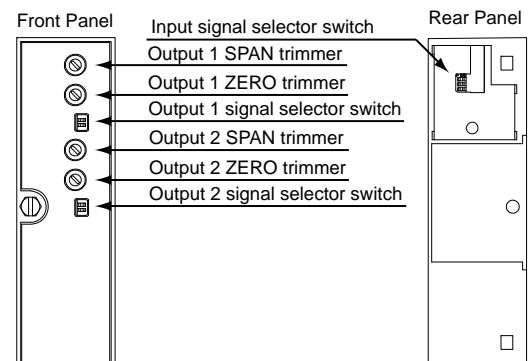 Front Panel
Input signal selector switch
Rear Panel
Output 1 SPAN trimmer
Output 1 ZERO trimmer
Output 1 signal selector switch
Output 2 SPAN trimmer
Output 2 ZERO trimmer
Output 2 signal selector switch